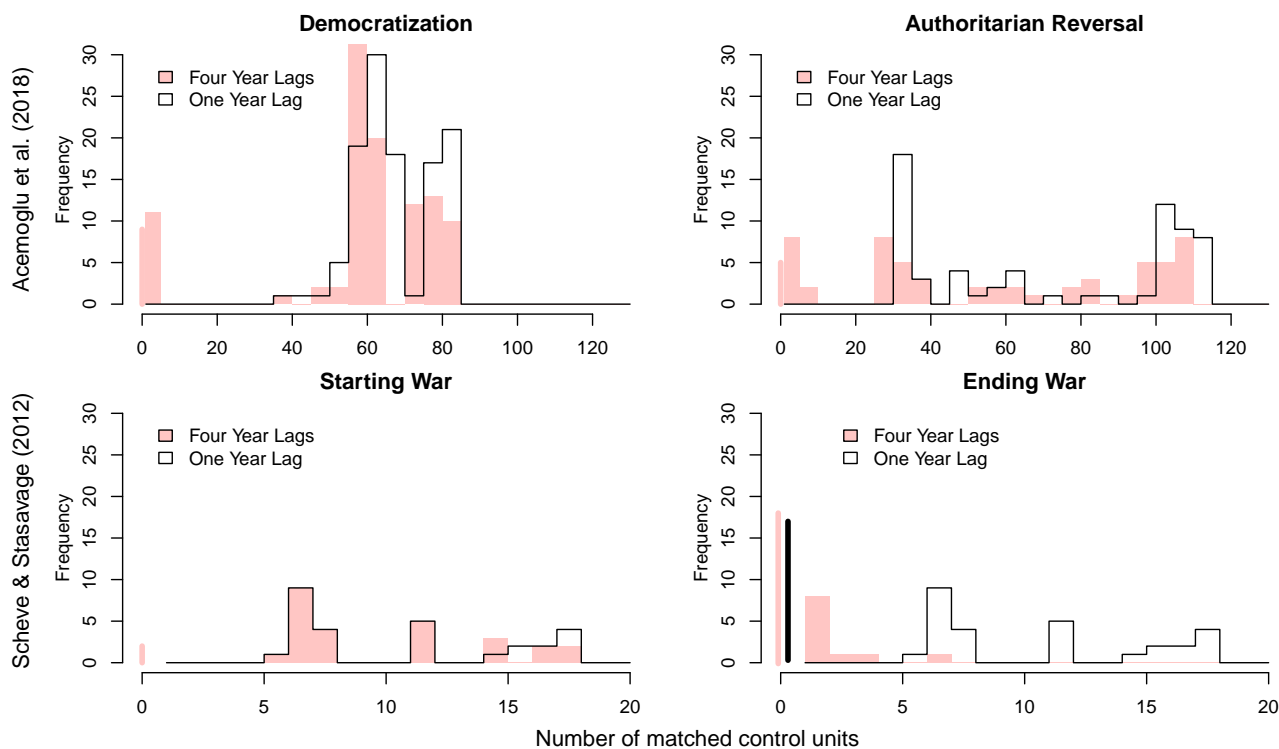 Democratization
Authoritarian Reversal
Acemoglu et al. (2018)
Frequency
0 5 10 15 20 25 30
Four Year Lags
One Year Lag
0 20 40 60 80 100 120
Frequency
0 5 10 15 20 25 30
Four Year Lags
One Year Lag
0 20 40 60 80 100 120
Starting War
Ending War
Scheve & Stasavage (2012)
Frequency
0 5 10 15 20 25 30
Four Year Lags
One Year Lag
0 5 10 15 20
Frequency
0 5 10 15 20 25 30
Four Year Lags
One Year Lag
0 5 10 15 20
Number of matched control units